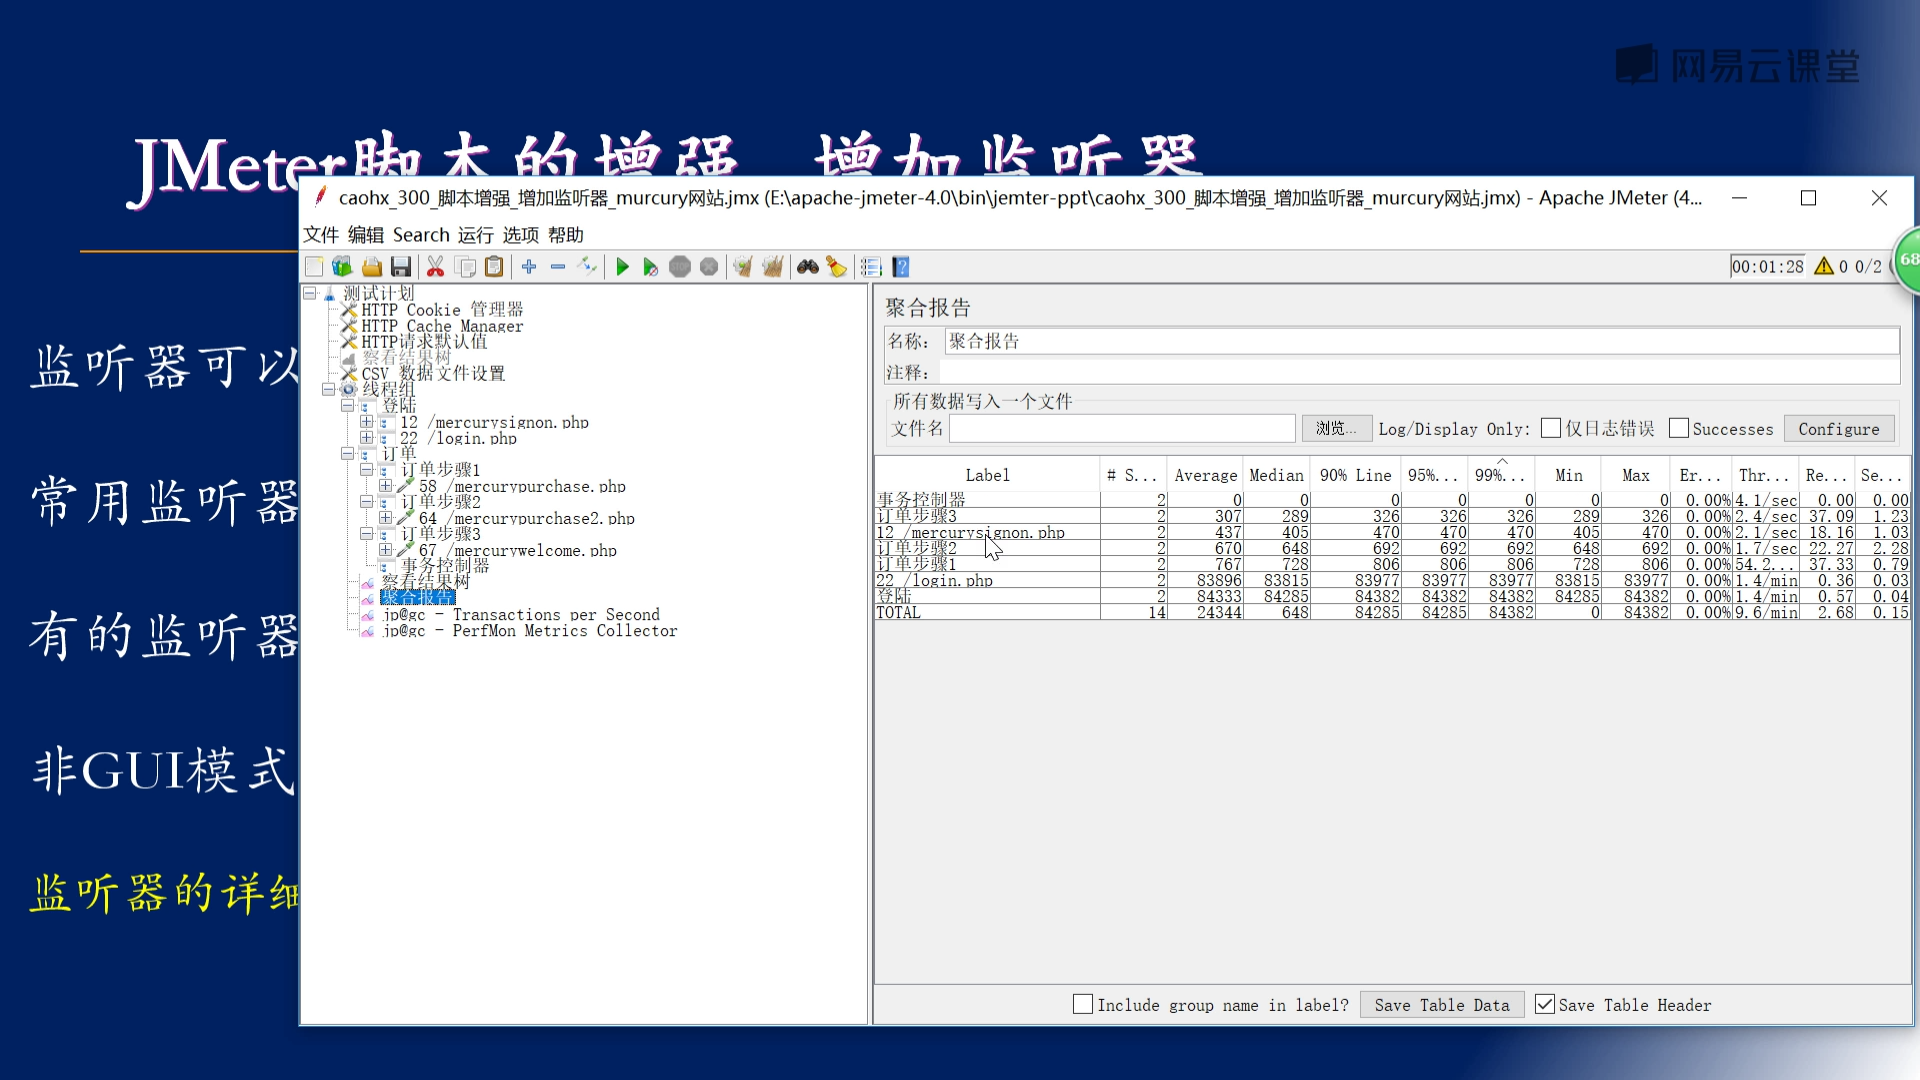 网易云课堂
JMeter脚本的增强 增加监听器
caohx_300_脚本增强_增加监听器_murcury网站.jmx (E:\apache-jmeter-4.0\bin\jemter-ppt\caohx_300_脚本增强_增加监听器_murcury网站.jmx) - Apache JMeter (4...
文件 编辑 Search 运行 选项 帮助
00:01:28 0 0/2
68
监听器可以
常用监听器
有的监听器
非GUI模式
监听器的详细
测试计划
HTTP Cookie 管理器
HTTP Cache Manager
HTTP请求默认值
察看结果树
CSV 数据文件设置
线程组
登陆
12 /mercurysignon.php
22 /login.php
订单
订单步骤1
58 /mercurypurchase.php
订单步骤2
64 /mercurypurchase2.php
订单步骤3
67 /mercurywelcome.php
事务控制器
察看结果树
聚合报告
jp@gc - Transactions per Second
jp@gc - PerfMon Metrics Collector
聚合报告
名称： 聚合报告
注释：
所有数据写入一个文件
文件名 浏览... Log/Display Only: 仅日志错误 Successes Configure
Label # S... Average Median 90% Line 95%... 99%... Min Max Er... Thr... Re... Se...
事务控制器 2 0 0 0 0 0 0 0 0.00% 4.1/sec 0.00 0.00
订单步骤3 2 307 289 326 326 326 289 326 0.00% 2.4/sec 37.09 1.23
12 /mercurysignon.php 2 437 405 470 470 470 405 470 0.00% 2.1/sec 18.16 1.03
订单步骤2 2 670 648 692 692 692 648 692 0.00% 1.7/sec 22.27 2.28
订单步骤1 2 767 728 806 806 806 728 806 0.00% 54.2... 37.33 0.79
22 /login.php 2 83896 83815 83977 83977 83977 83815 83977 0.00% 1.4/min 0.36 0.03
登陆 2 84333 84285 84382 84382 84382 84285 84382 0.00% 1.4/min 0.57 0.04
TOTAL 14 24344 648 84285 84285 84382 0 84382 0.00% 9.6/min 2.68 0.15
Include group name in label? Save Table Data Save Table Header